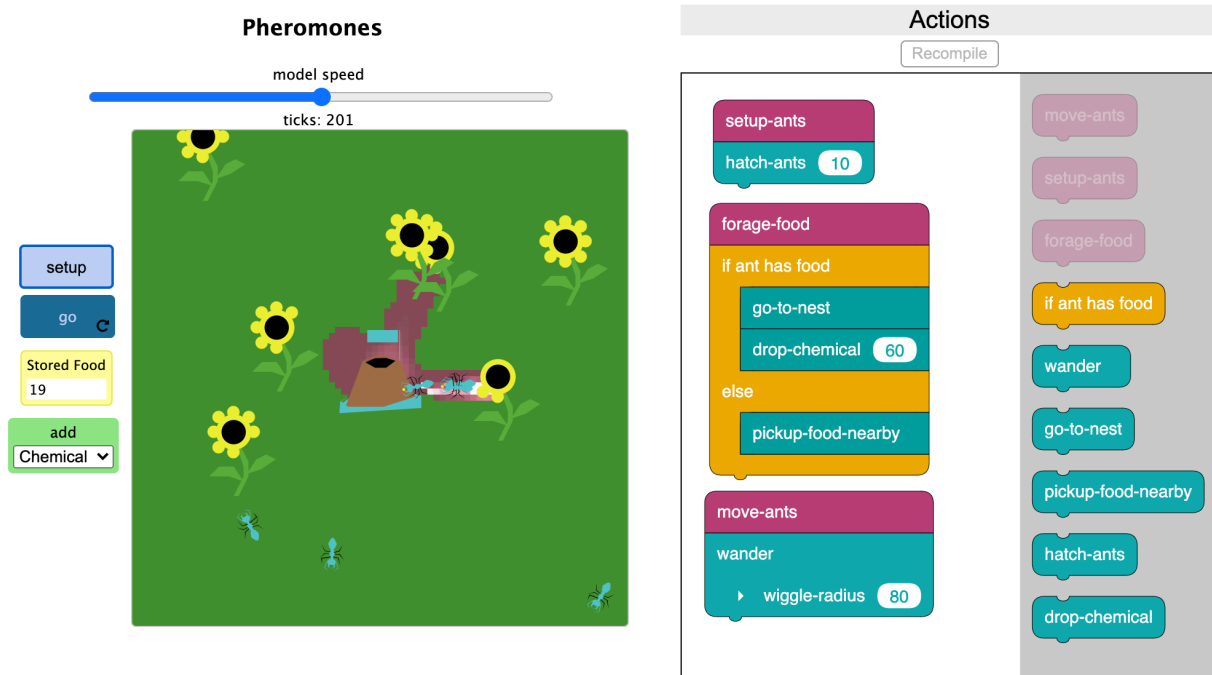 Pheromones
model speed
ticks: 201
setup
go
Stored Food
19
add
Chemical
Actions
Recompile
setup-ants
hatch-ants 10
forage-food
if ant has food
go-to-nest
drop-chemical 60
else
pickup-food-nearby
move-ants
wander
wiggle-radius 80
move-ants
setup-ants
forage-food
if ant has food
wander
go-to-nest
pickup-food-nearby
hatch-ants
drop-chemical